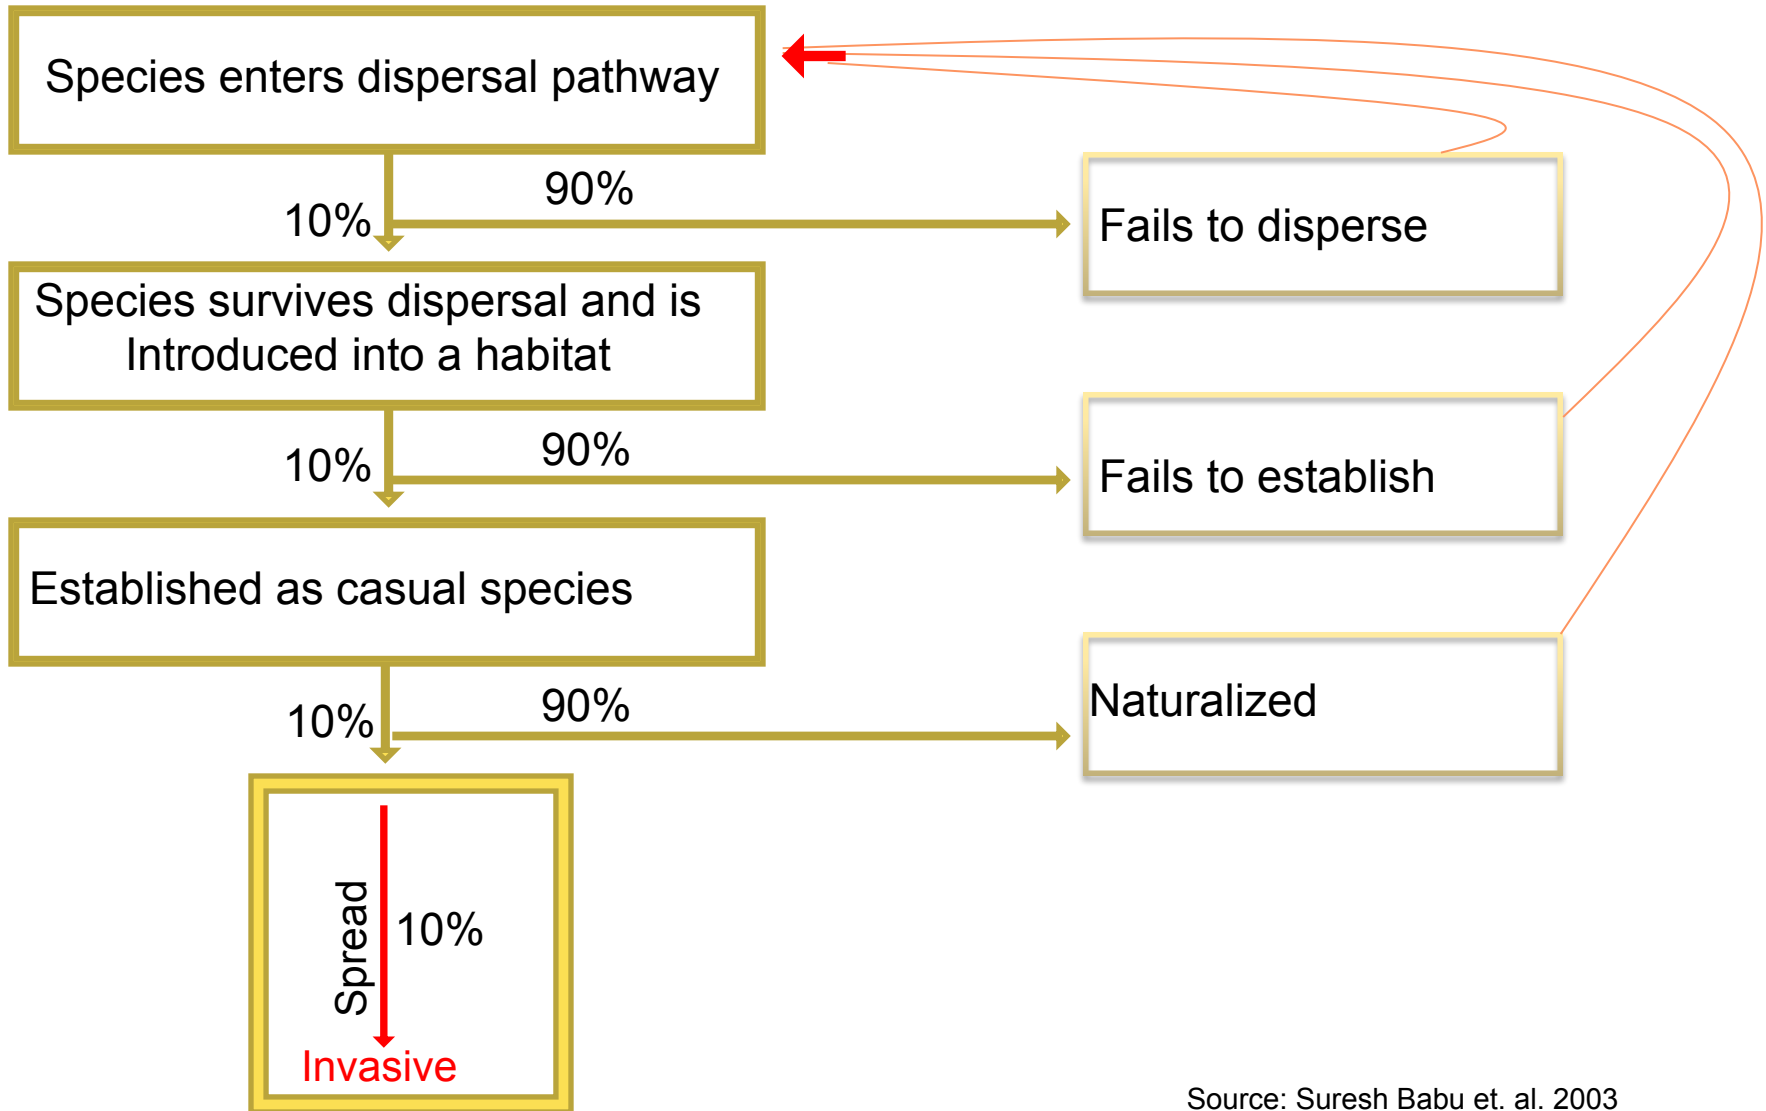 Species enters dispersal pathway
90%
10%
Fails to disperse
Species survives dispersal and is
Introduced into a habitat
90%
10%
Fails to establish
Established as casual species
90%
10%
Naturalized
Spread
10%
Invasive
Source: Suresh Babu et. al. 2003